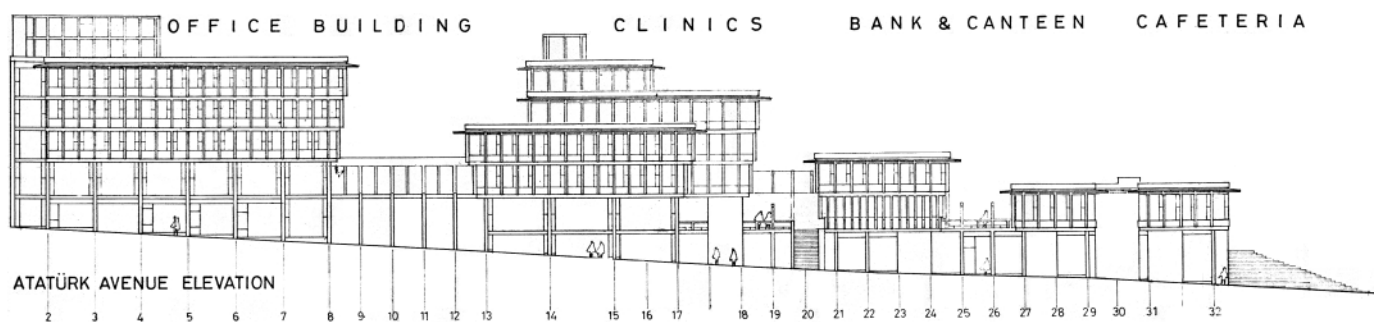 OFFICE BUILDING CLINICS BANK & CANTEEN CAFETERIA
ATATÜRK AVENUE ELEVATION
2 3 4 5 6 7 8 9 10 11 12 13 14 15 16 17 18 19 20 21 22 23 24 25 26 27 28 29 30 31 32